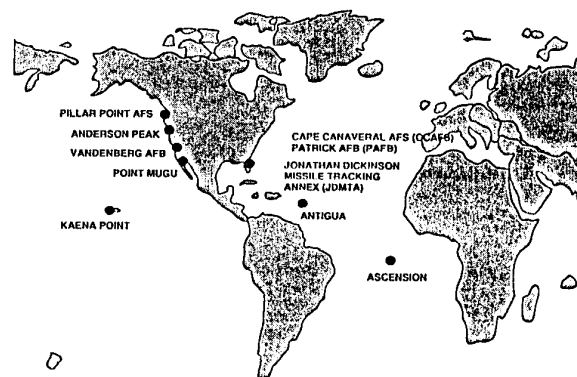 PILLAR POINT AFS
ANDERSON PEAK
VANDENBERG AFB
POINT MUGU
KAENA POINT
CAPE CANAVERAL AFS (CCAFS)
PATRICK AFB (PAFB)
JONATHAN DICKINSON
MISSILE TRACKING
ANNEX (JDMTA)
ANTIGUA
ASCENSION